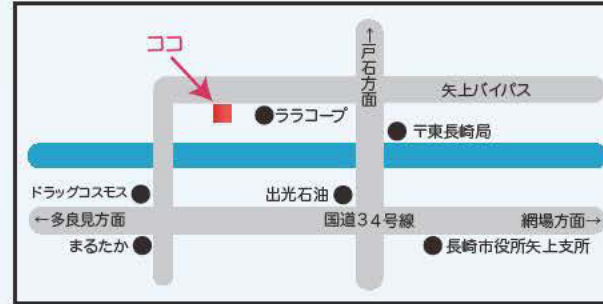 ココ
↑戸石方面
矢上バイパス
ララコープ
〒東長崎局
ドラッグコスモス
出光石油
←多良見方面
国道34号線
網場方面→
まるたか
長崎市役所矢上支所